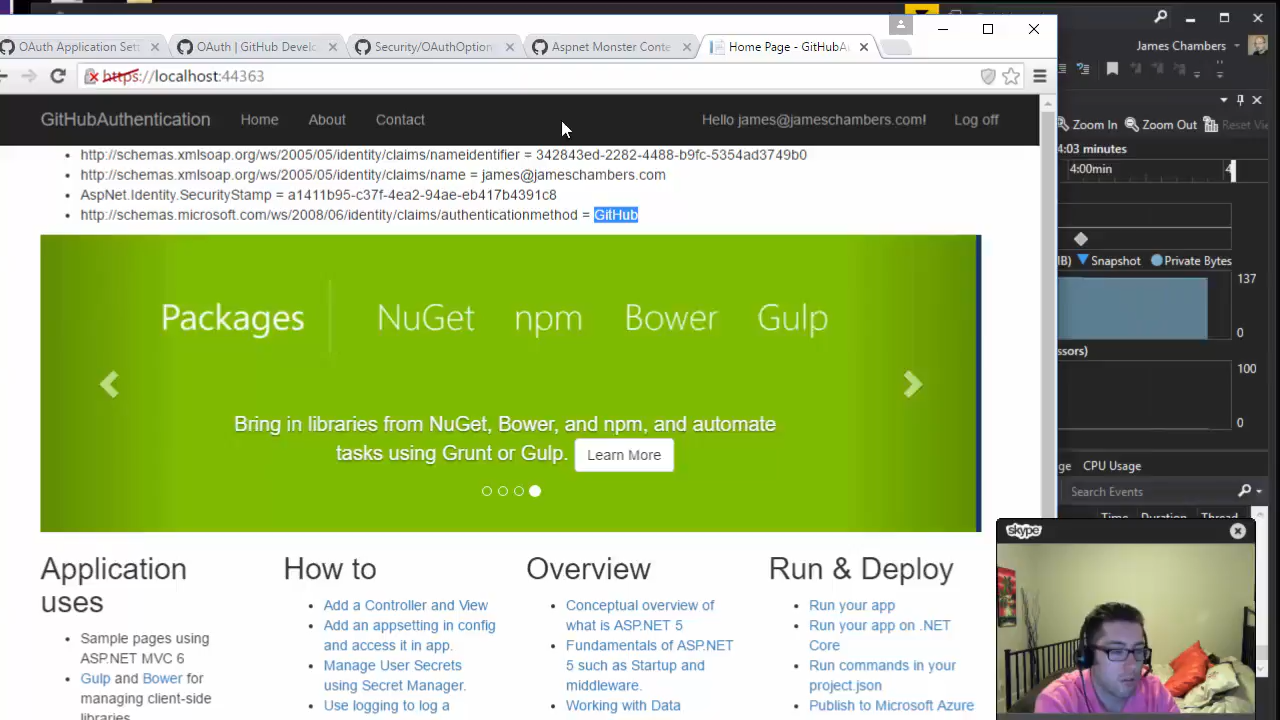 OAuth Application Set
OAuth | GitHub Devel
Security/OAuthOption
Aspnet Monster Conte
Home Page - GitHubA
James Chambers
https://localhost:44363
GitHubAuthentication
Home
About
Contact
Hello james@jameschambers.com!
Log off
Zoom In
Zoom Out
Reset Vie
4:03 minutes
4:00min
4
http://schemas.xmlsoap.org/ws/2005/05/identity/claims/nameidentifier = 342843ed-2282-4488-b9fc-5354ad3749b0
http://schemas.xmlsoap.org/ws/2005/05/identity/claims/name = james@jameschambers.com
AspNet.Identity.SecurityStamp = a1411b95-c37f-4ea2-94ae-eb417b4391c8
http://schemas.microsoft.com/ws/2008/06/identity/claims/authenticationmethod = GitHub
B)
Snapshot
Private Bytes
137
0
ssors)
100
0
Packages
NuGet
npm
Bower
Gulp
Bring in libraries from NuGet, Bower, and npm, and automate
tasks using Grunt or Gulp.
Learn More
ge
CPU Usage
Search Events
Time
Duration
Thread
skype
Application
uses
Sample pages using
ASP.NET MVC 6
Gulp and Bower for
managing client-side
libraries
How to
Add a Controller and View
Add an appsetting in config
and access it in app.
Manage User Secrets
using Secret Manager.
Use logging to log a
Overview
Conceptual overview of
what is ASP.NET 5
Fundamentals of ASP.NET
5 such as Startup and
middleware.
Working with Data
Run & Deploy
Run your app
Run your app on .NET
Core
Run commands in your
project.json
Publish to Microsoft Azure